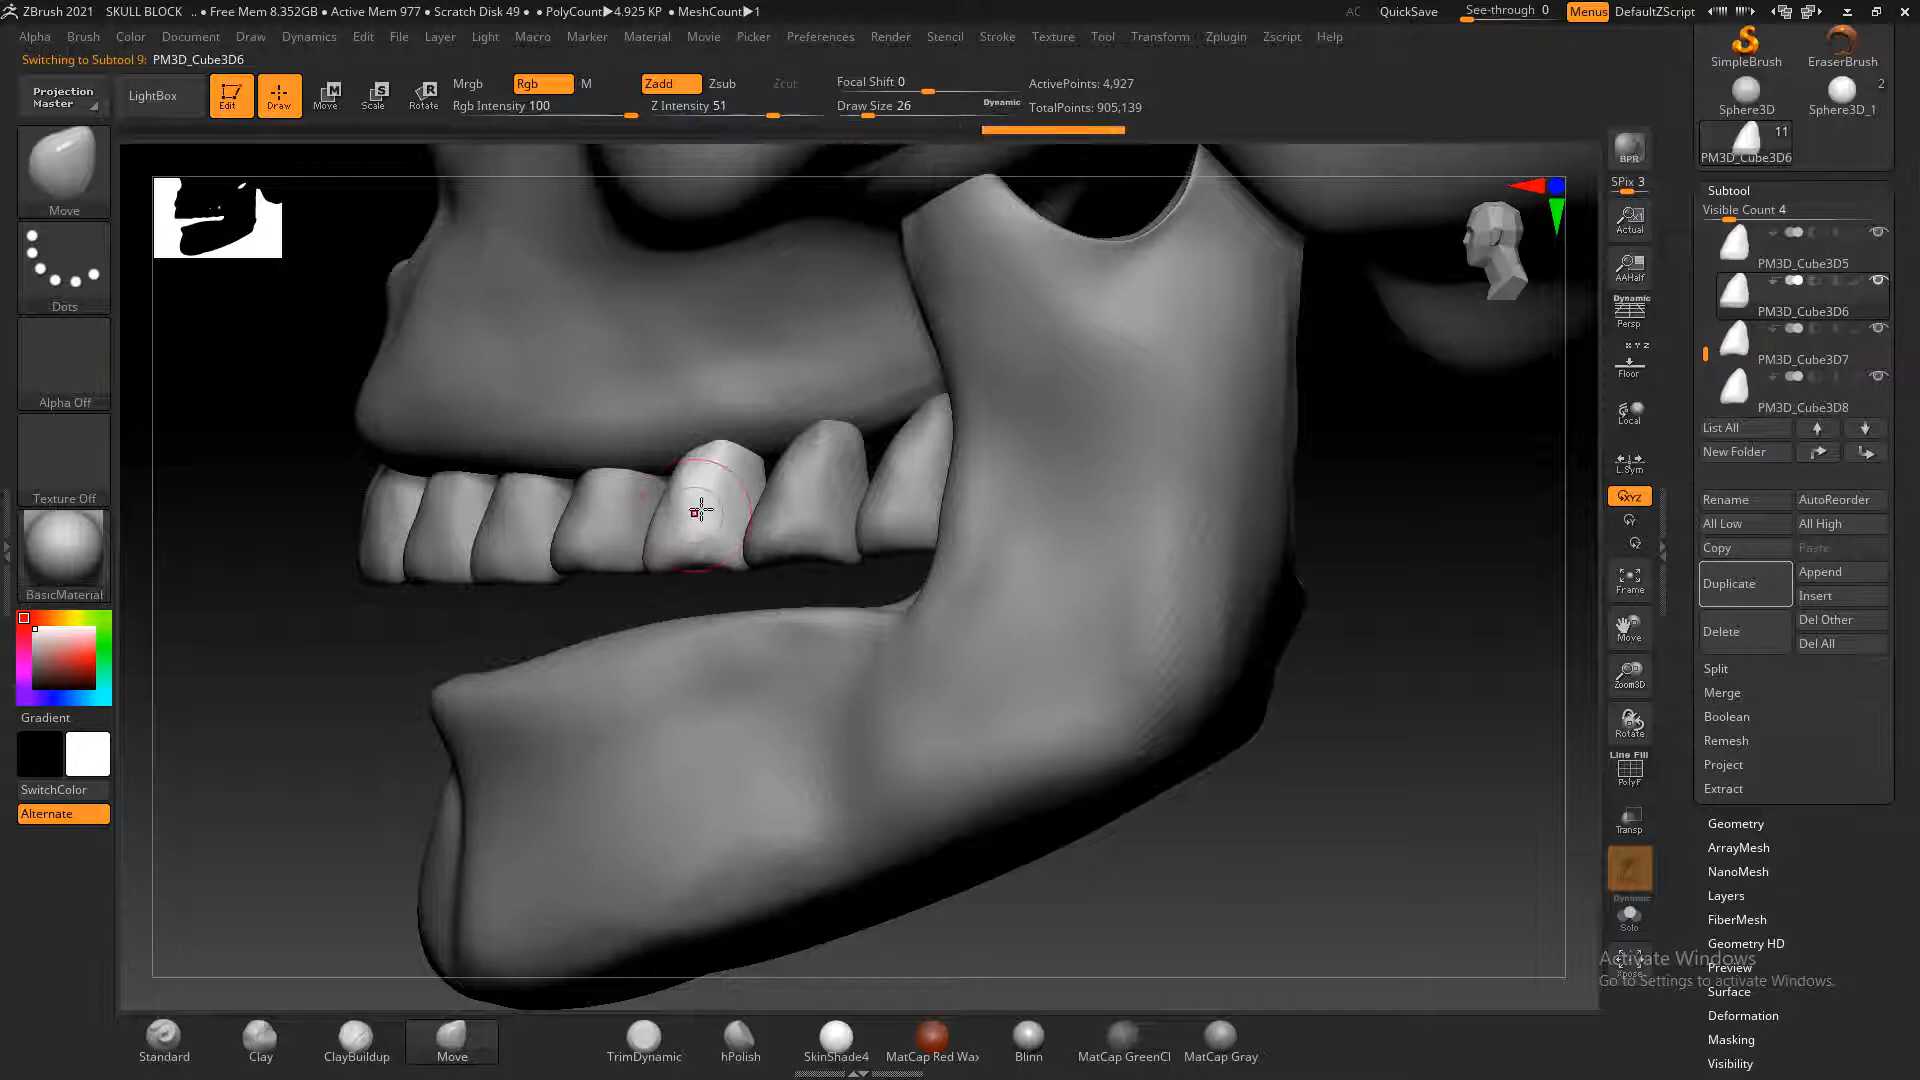 ZBrush 2021 SKULL BLOCK .. ● Free Mem 8.352GB ● Active Mem 977 ● Scratch Disk 49 ● ● PolyCount▶4.925 KP ● MeshCount▶1
AC QuickSave See-through 0 Menus DefaultZScript
Alpha Brush Color Document Draw Dynamics Edit File Layer Light Macro Marker Material Movie Picker Preferences Render Stencil Stroke Texture Tool Transform Zplugin Zscript Help
Switching to Subtool 9: PM3D_Cube3D6
Projection Master
LightBox
Edit
Draw
Move
Scale
Rotate
Mrgb Rgb M
Rgb Intensity 100
Zadd Zsub Zcut
Z Intensity 51
Focal Shift 0
Draw Size 26
Dynamic
ActivePoints: 4,927
TotalPoints: 905,139
Move
Dots
Alpha Off
Texture Off
BasicMaterial
Gradient
SwitchColor
Alternate
BPR
SPix 3
Actual
AAHalf
Dynamic
Persp
X Y Z
Floor
Local
L.Sym
XYZ
Y
Z
Frame
Move
Zoom3D
Rotate
Line Fill
PolyF
Transp
Dynamic
Solo
Xpose
SimpleBrush EraserBrush
Sphere3D 2 Sphere3D_1
11
PM3D_Cube3D6
Subtool
Visible Count 4
PM3D_Cube3D5
PM3D_Cube3D6
PM3D_Cube3D7
PM3D_Cube3D8
List All
New Folder
Rename AutoReorder
All Low All High
Copy Paste
Duplicate Append
Insert
Delete Del Other
Del All
Split
Merge
Boolean
Remesh
Project
Extract
Geometry
ArrayMesh
NanoMesh
Layers
FiberMesh
Geometry HD
Preview
Surface
Deformation
Masking
Visibility
Activate Windows
Go to Settings to activate Windows.
Standard Clay ClayBuildup Move TrimDynamic hPolish SkinShade4 MatCap Red Wax Blinn MatCap GreenCl MatCap Gray